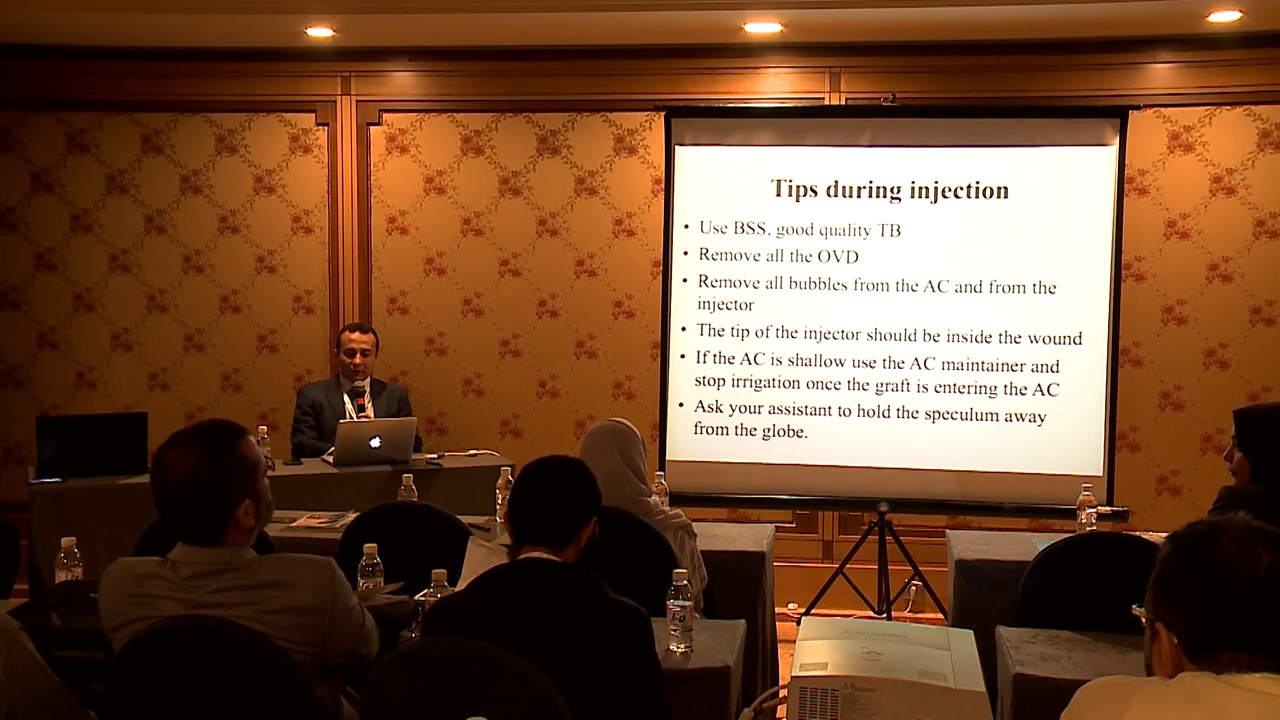 Tips during injection
• Use BSS, good quality TB
• Remove all the OVD
• Remove all bubbles from the AC and from the
injector
• The tip of the injector should be inside the wound
• If the AC is shallow use the AC maintainer and
stop irrigation once the graft is entering the AC
• Ask your assistant to hold the speculum away
from the globe.